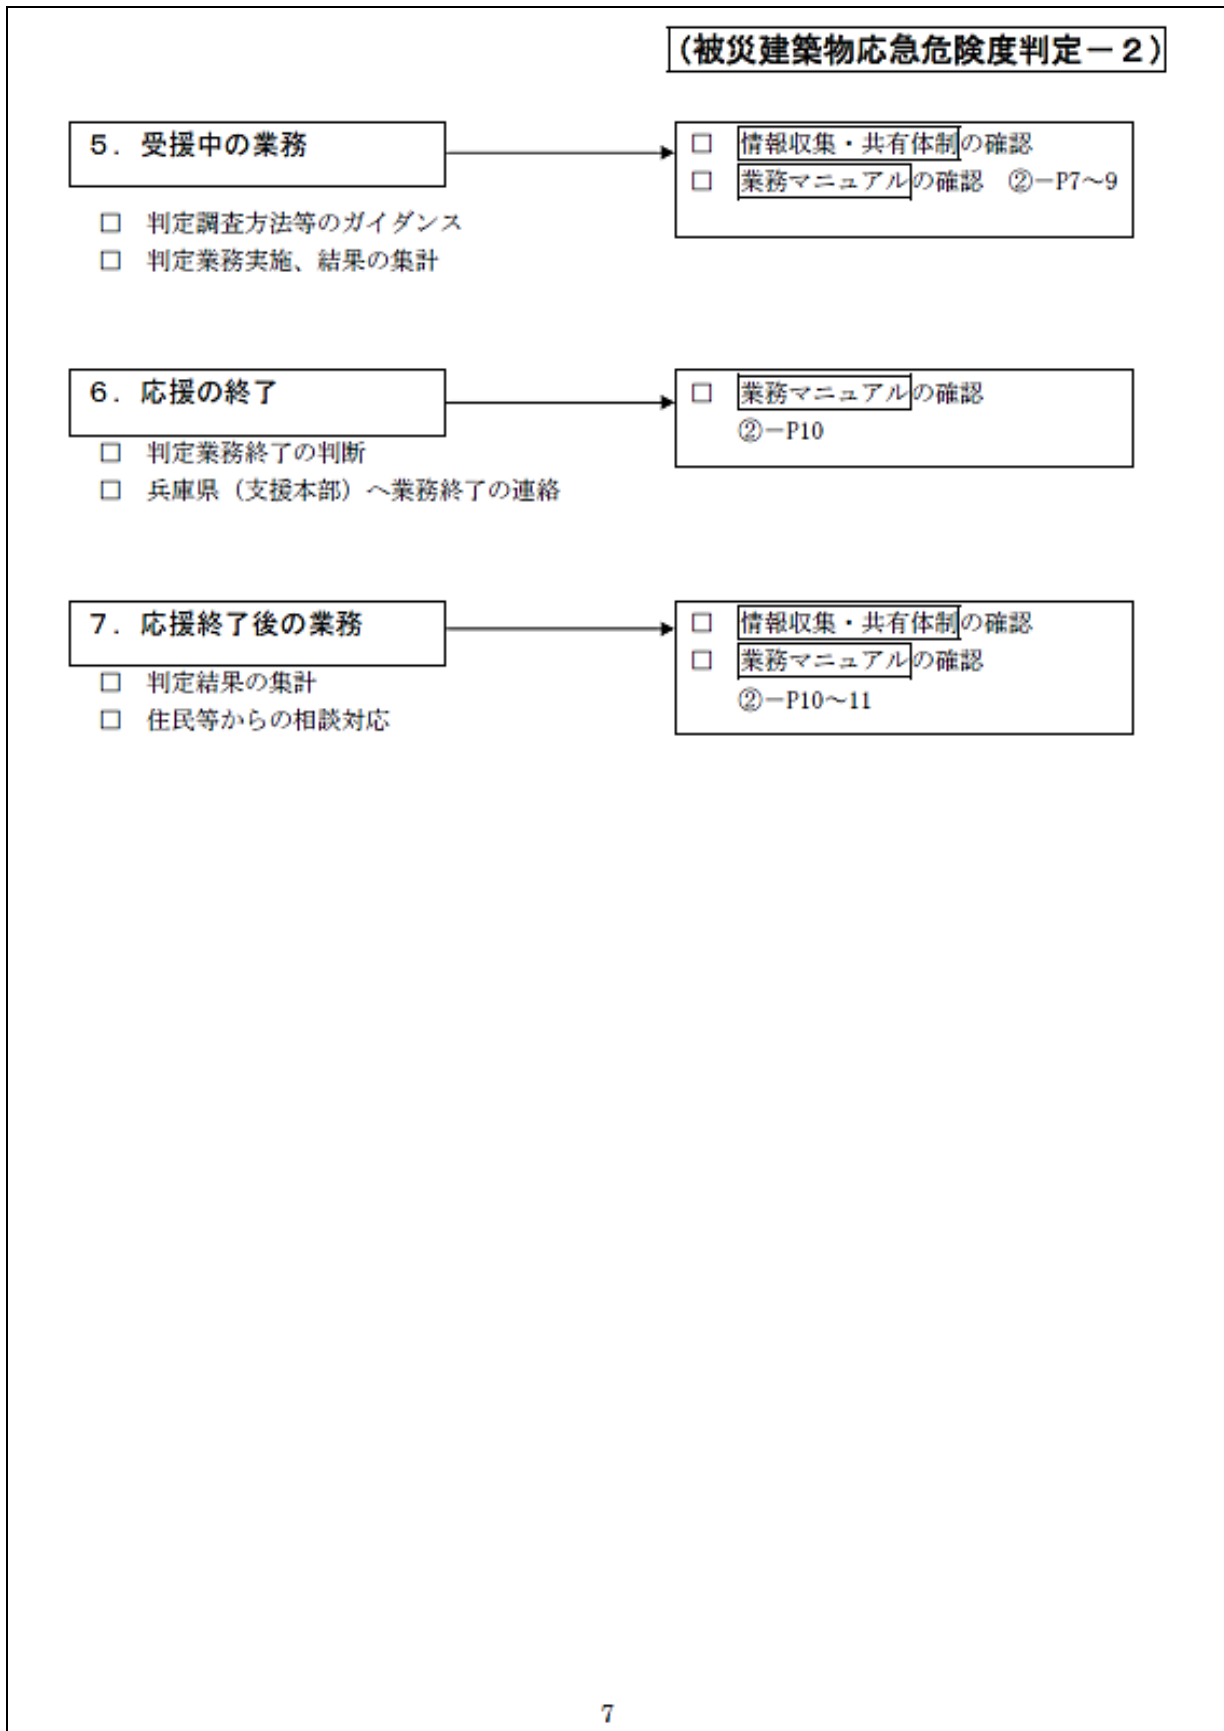 (被災建築物応急危険度判定－2)
5．受援中の業務
□ 情報収集・共有体制の確認
□ 業務マニュアルの確認 ②－P7～9
□ 判定調査方法等のガイダンス
□ 判定業務実施、結果の集計
6．応援の終了
□ 業務マニュアルの確認
②－P10
□ 判定業務終了の判断
□ 兵庫県（支援本部）へ業務終了の連絡
7．応援終了後の業務
□ 情報収集・共有体制の確認
□ 業務マニュアルの確認
②－P10～11
□ 判定結果の集計
□ 住民等からの相談対応
7